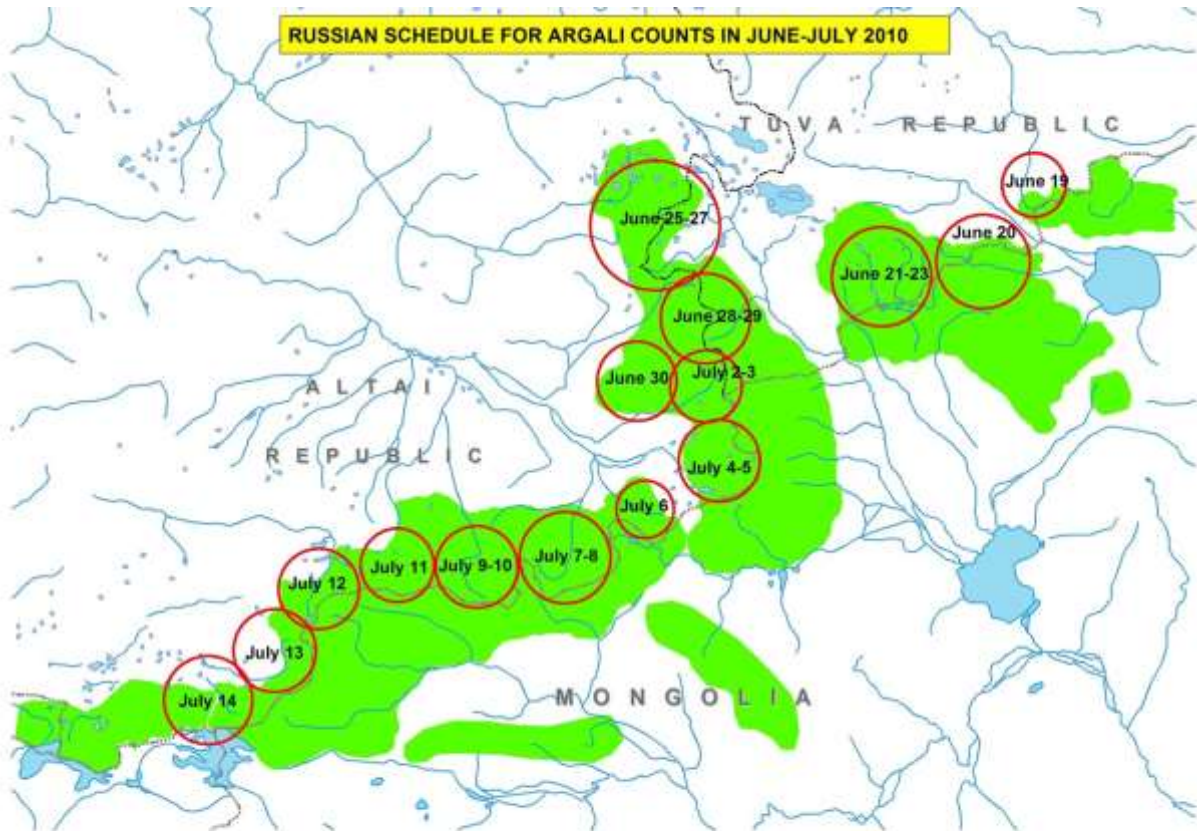 RUSSIAN SCHEDULE FOR ARGALI COUNTS IN JUNE-JULY 2010
TUVA REPUBLIC
June 19
June 25-27
June 20
June 21-23
June 28-29
June 30
July 2-3
ALTAI
REPUBLIC
July 4-5
July 6
July 7-8
July 9-10
July 11
July 12
July 13
July 14
MONGOLIA